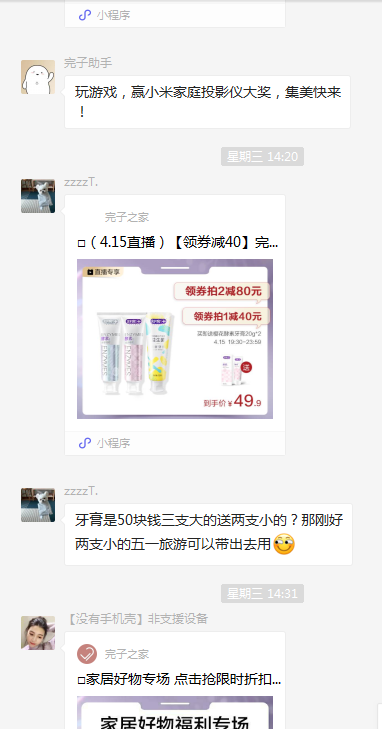 小程序
完子助手
玩游戏，赢小米家庭投影仪大奖，集美快来
！
星期三 14:20
zzzzT.
完子之家
□（4.15直播）【领券减40】完...
直播专享
领券拍2减80元
领券拍1减40元
4.15 19:30-23:59
送
到手价¥49.9
小程序
zzzzT.
牙膏是50块钱三支大的送两支小的？那刚好
两支小的五一旅游可以带出去用
星期三 14:31
【没有手机壳】非支援设备
完子之家
□家居好物专场 点击抢限时折扣...
家居好物福利专场